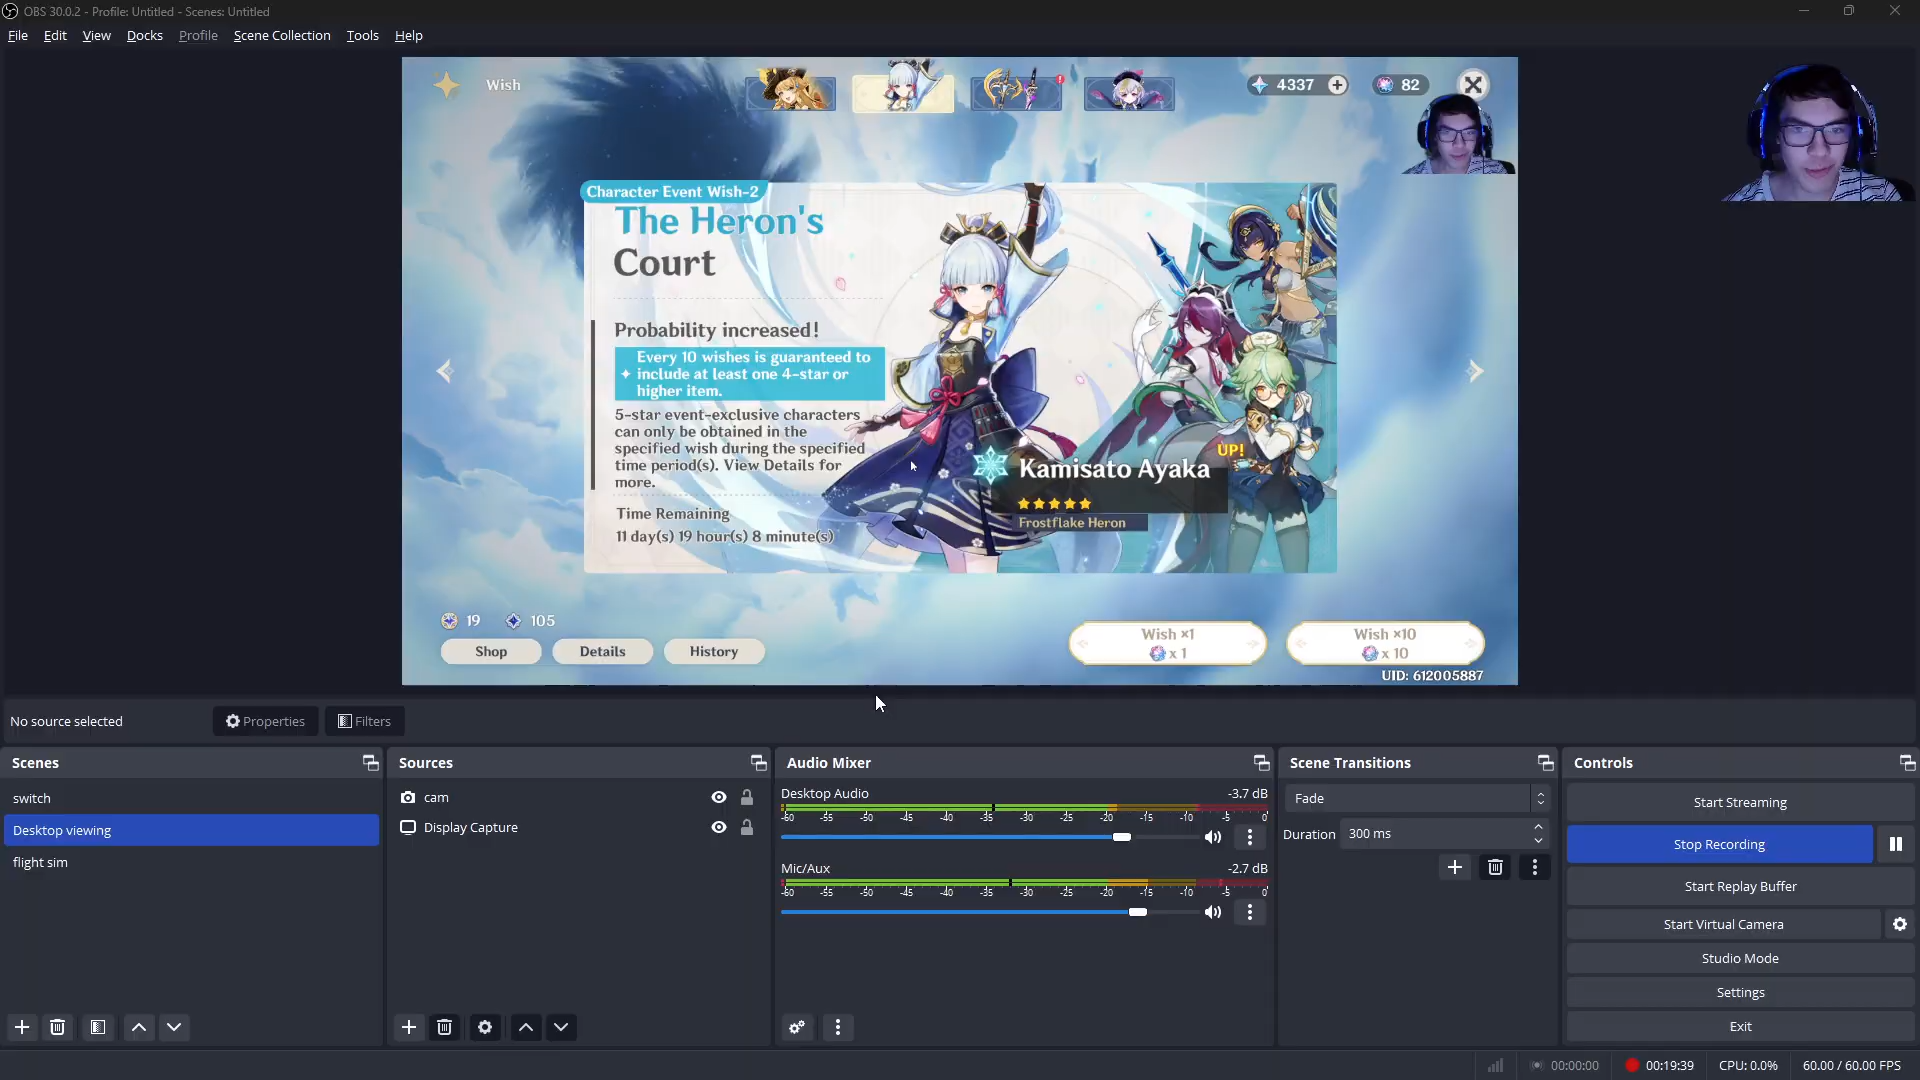 OBS 30.0.2 - Profile: Untitled - Scenes: Untitled
File Edit View Docks Profile Scene Collection Tools Help
Wish
4337
82
Character Event Wish-2
The Heron's
Court
Probability increased!
Every 10 wishes is guaranteed to
include at least one 4-star or
higher item.
5-star event-exclusive characters
can only be obtained in the
specified wish during the specified
time period(s). View Details for
more.
Time Remaining
11 day(s) 19 hour(s) 8 minute(s)
UP!
Kamisato Ayaka
Frostflake Heron
19 105
Shop Details History
Wish ×1
x 1
Wish ×10
x 10
UID: 612005887
No source selected
Properties Filters
Scenes
switch
Desktop viewing
flight sim
Sources
cam
Display Capture
Audio Mixer
Desktop Audio -3.7 dB
-60 -55 -50 -45 -40 -35 -30 -25 -20 -15 -10 -5 0
Mic/Aux -2.7 dB
-60 -55 -50 -45 -40 -35 -30 -25 -20 -15 -10 -5 0
Scene Transitions
Fade
Duration 300 ms
Controls
Start Streaming
Stop Recording
Start Replay Buffer
Start Virtual Camera
Studio Mode
Settings
Exit
00:00:00 00:19:39 CPU: 0.0% 60.00 / 60.00 FPS